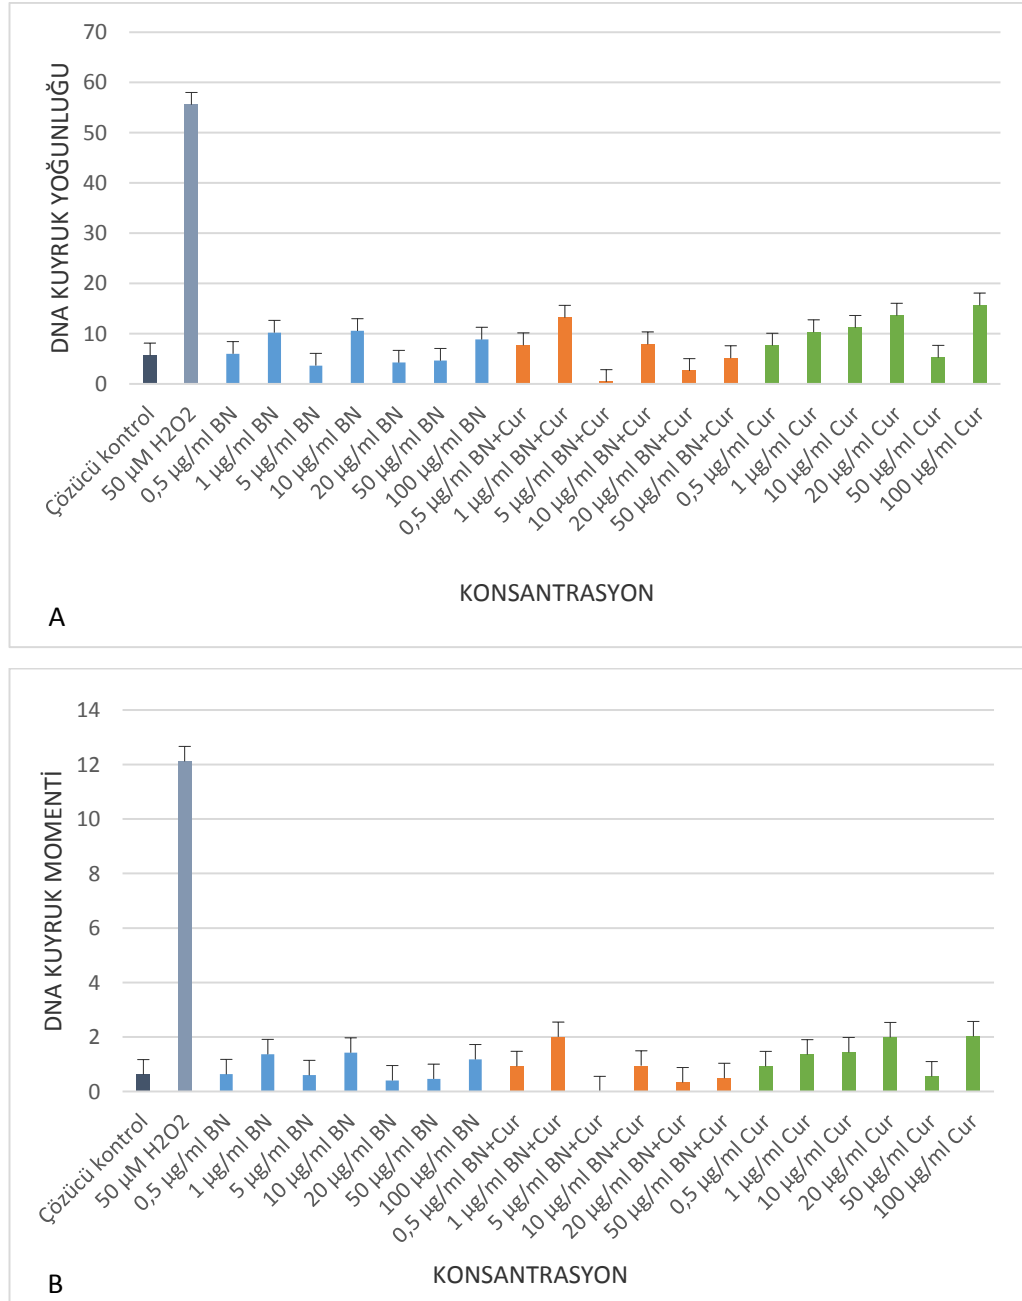 70
60
50
40
30
20
10
0
DNA KUYRUK YOĞUNLUĞU
Çözücü kontrol
50 µM H2O2
0,5 µg/ml BN
1 µg/ml BN
5 µg/ml BN
10 µg/ml BN
20 µg/ml BN
50 µg/ml BN
100 µg/ml BN
0,5 µg/ml BN+Cur
1 µg/ml BN+Cur
5 µg/ml BN+Cur
10 µg/ml BN+Cur
20 µg/ml BN+Cur
50 µg/ml BN+Cur
0,5 µg/ml Cur
1 µg/ml Cur
10 µg/ml Cur
20 µg/ml Cur
50 µg/ml Cur
100 µg/ml Cur
KONSANTRASYON
A
14
12
10
8
6
4
2
0
DNA KUYRUK MOMENTİ
Çözücü kontrol
50 µM H2O2
0,5 µg/ml BN
1 µg/ml BN
5 µg/ml BN
10 µg/ml BN
20 µg/ml BN
50 µg/ml BN
100 µg/ml BN
0,5 µg/ml BN+Cur
1 µg/ml BN+Cur
5 µg/ml BN+Cur
10 µg/ml BN+Cur
20 µg/ml BN+Cur
50 µg/ml BN+Cur
0,5 µg/ml Cur
1 µg/ml Cur
10 µg/ml Cur
20 µg/ml Cur
50 µg/ml Cur
100 µg/ml Cur
KONSANTRASYON
B